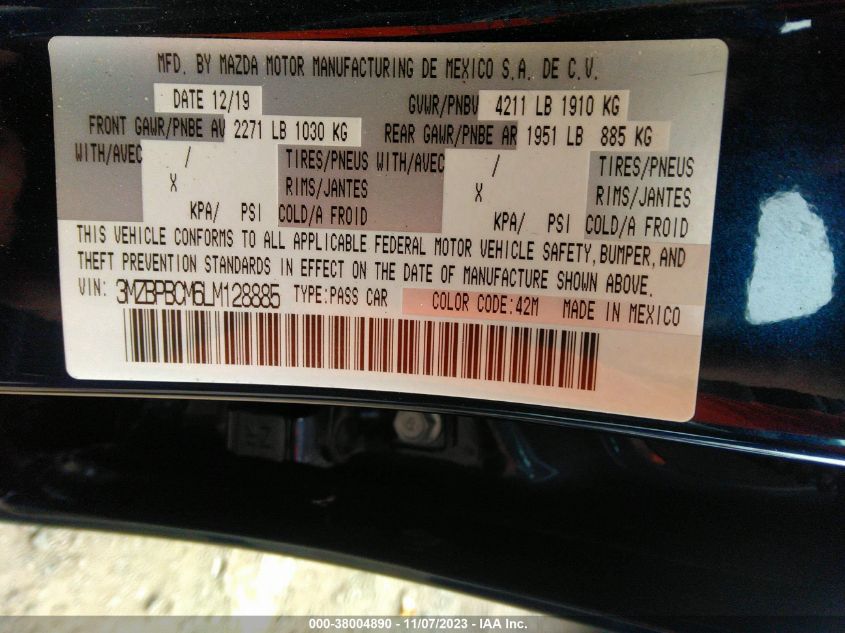 MFD. BY MAZDA MOTOR MANUFACTURING DE MEXICO S.A. DE C.V.
DATE 12/19 GVWR/PNBV 4211 LB 1910 KG
FRONT GAWR/PNBE AV 2271 LB 1030 KG REAR GAWR/PNBE AR 1951 LB 885 KG
WITH/AVEC / TIRES/PNEUS WITH/AVEC / TIRES/PNEUS
X RIMS/JANTES X RIMS/JANTES
KPA/ PSI COLD/A FROID KPA/ PSI COLD/A FROID
THIS VEHICLE CONFORMS TO ALL APPLICABLE FEDERAL MOTOR VEHICLE SAFETY, BUMPER, AND
THEFT PREVENTION STANDARDS IN EFFECT ON THE DATE OF MANUFACTURE SHOWN ABOVE.
VIN: 3MZBPBCM6LM128885 TYPE:PASS CAR COLOR CODE:42M MADE IN MEXICO
000-38004890 - 11/07/2023 - IAA Inc.